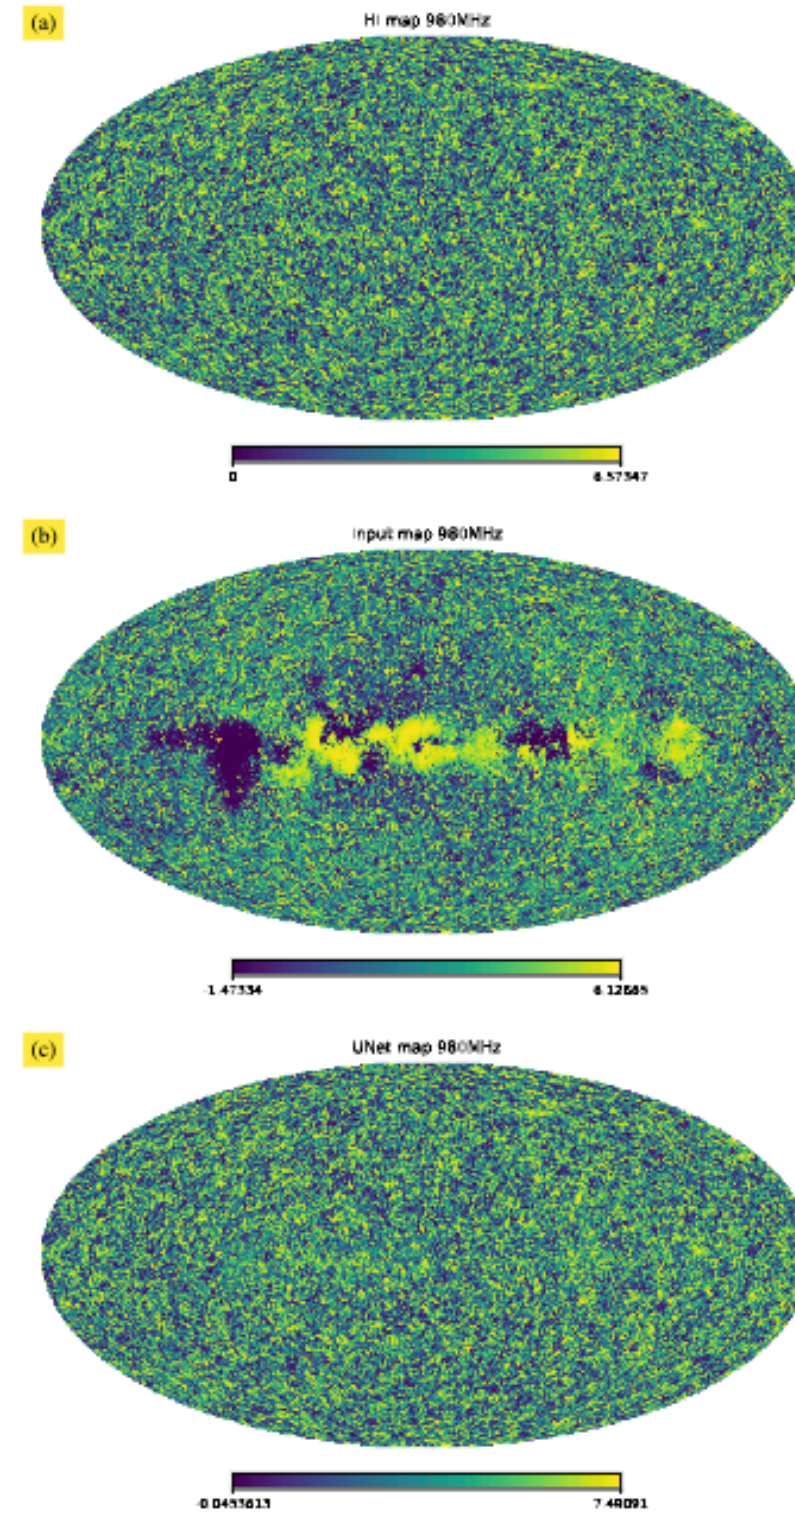 (a)
HI map 980MHz
0
6.57347
(b)
Input map 980MHz
-1.47334
6.12685
(c)
UNet map 980MHz
-0.0453613
7.49091